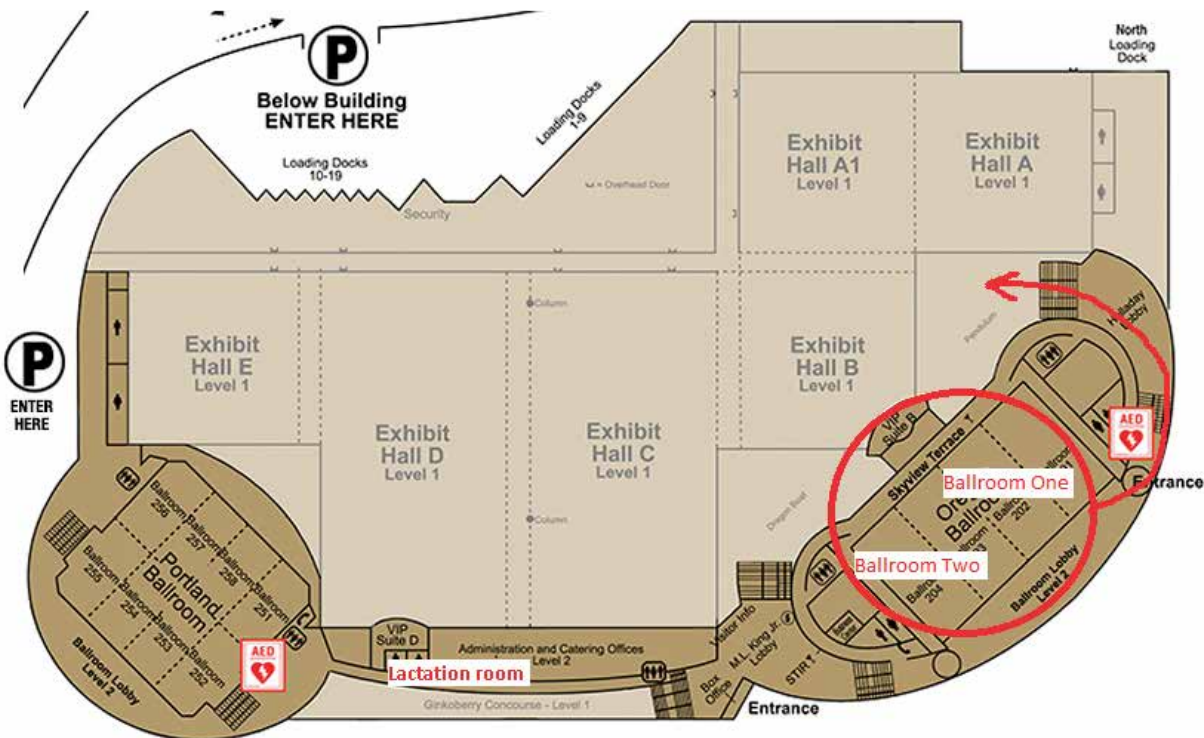 P
Below Building
ENTER HERE
North
Loading
Dock
Loading Docks
1-9
Loading Docks
10-19
Exhibit
Hall A1
Level 1
Exhibit
Hall A
Level 1
= Overhead Door
Security
Column
Exhibit
Hall E
Level 1
Exhibit
Hall B
Level 1
Pendulum
Holladay
Lobby
P
ENTER
HERE
Exhibit
Hall D
Level 1
Exhibit
Hall C
Level 1
VIP
Suite B
Skyview Terrace
AED
Entrance
Ballroom One
Ballroom
202
Ballroom Two
204
Ballroom Lobby
Level 2
Column
Dragon Boat
Ballroom
256
Ballroom
257
Ballroom
258
Ballroom
251
Ballroom
255
Ballroom
254
Ballroom
253
Ballroom
252
Portland
Ballroom
Ballroom Lobby
Level 2
AED
VIP
Suite D
Lactation room
Administration and Catering Offices
Level 2
Visitor Info
M.L. King Jr.
Lobby
Business
Center
STIR
Box
Office
Entrance
Ginkoberry Concourse - Level 1